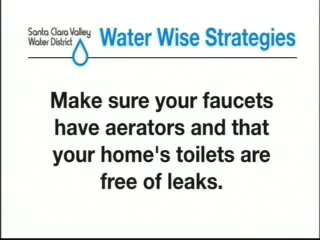 Santa Clara Valley
Water District
Water Wise Strategies
Make sure your faucets
have aerators and that
your home's toilets are
free of leaks.